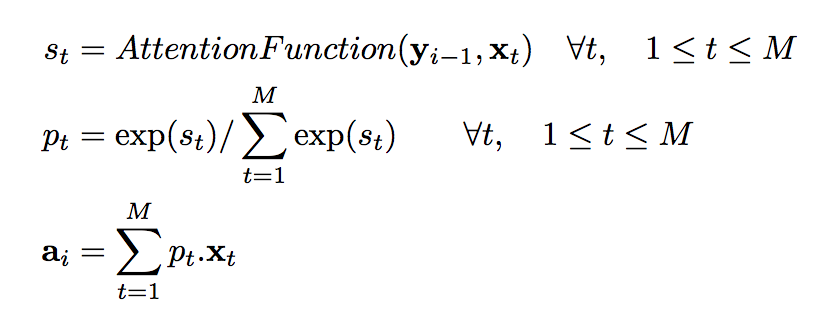 s_t = AttentionFunction(y_{i−1}, x_t)   ∀t,   1 ≤ t ≤ M
p_t = exp(s_t)/ ∑_{t=1}^{M} exp(s_t)   ∀t,   1 ≤ t ≤ M
a_i = ∑_{t=1}^{M} p_t.x_t